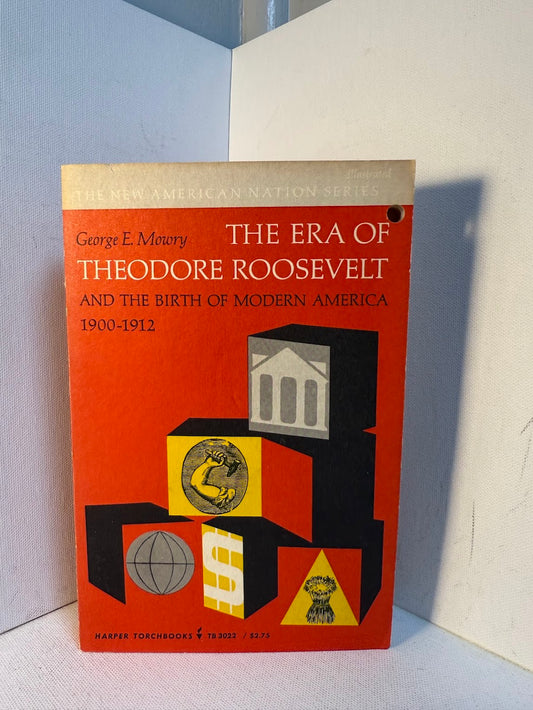 Illustrated
THE NEW AMERICAN NATION SERIES
George E. Mowry THE ERA OF
THEODORE ROOSEVELT
AND THE BIRTH OF MODERN AMERICA
1900-1912
$
HARPER TORCHBOOKS TB 3022 / $2.75